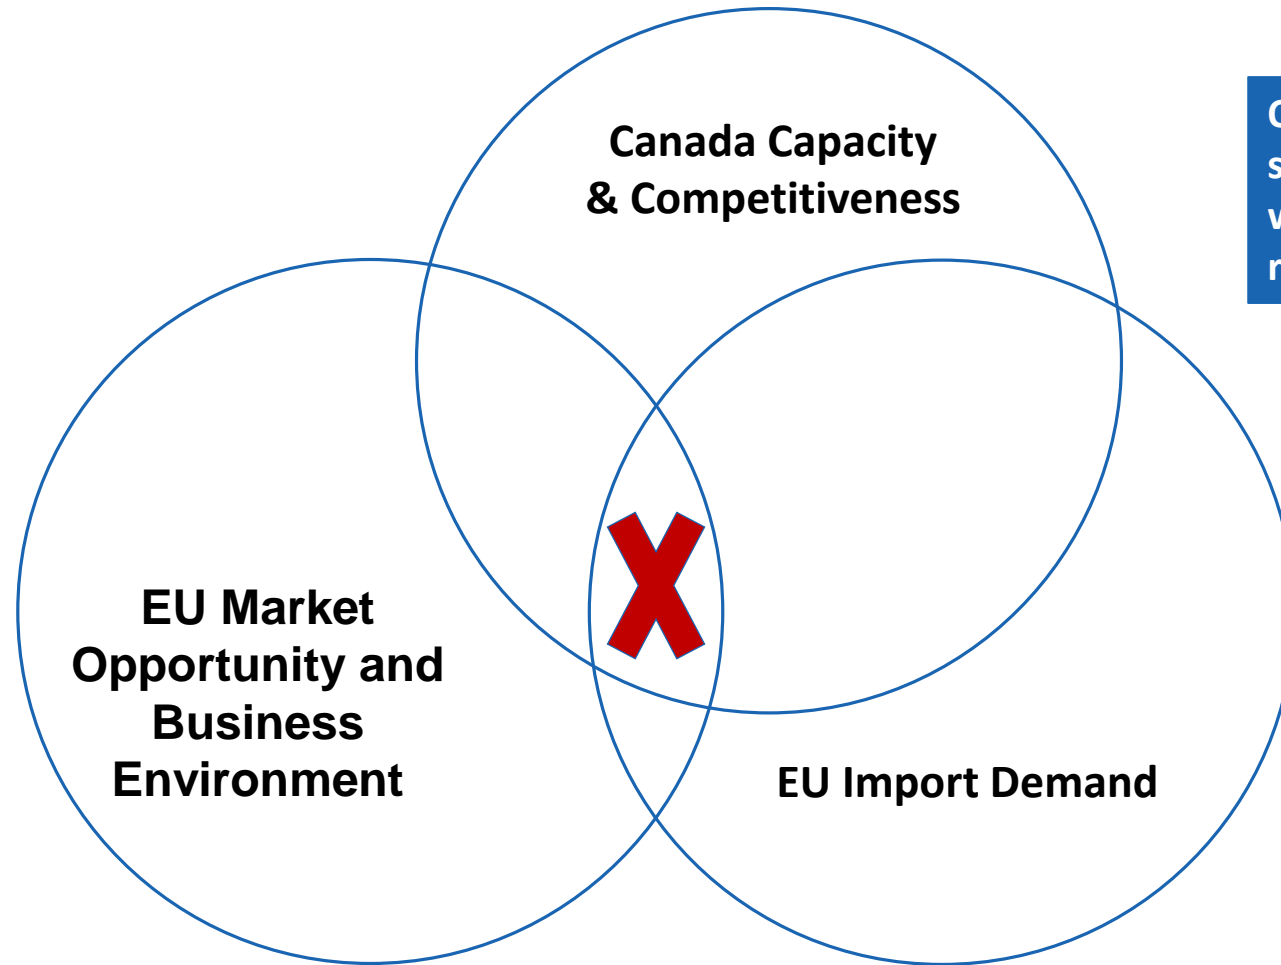 Canada Capacity
& Competitiveness
EU Market
Opportunity and
Business
Environment
EU Import Demand